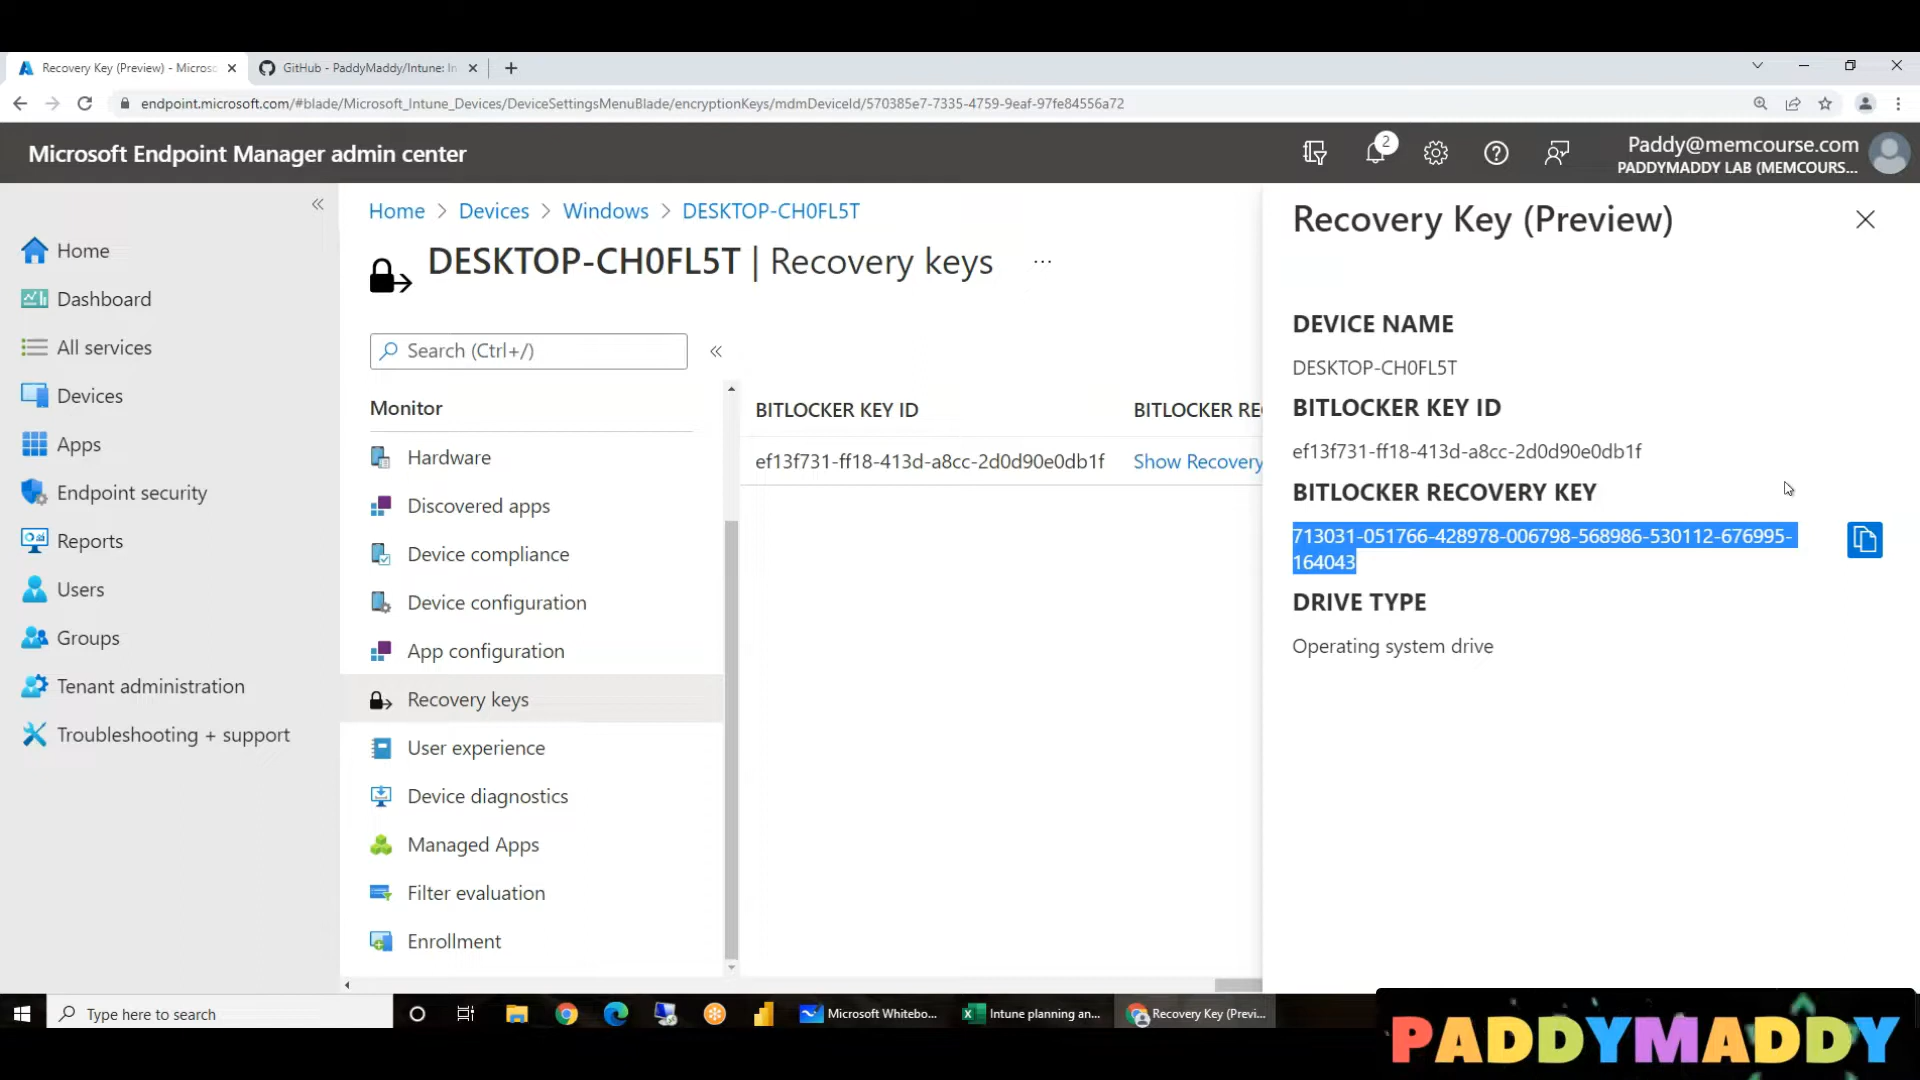 Recovery Key (Preview) - Micros
GitHub - PaddyMaddy/Intune: In
endpoint.microsoft.com/#blade/Microsoft_Intune_Devices/DeviceSettingsMenuBlade/encryptionKeys/mdmDeviceId/570385e7-7335-4759-9eaf-97fe84556a72
Microsoft Endpoint Manager admin center
2
Paddy@memcourse.com
PADDYMADDY LAB (MEMCOURS...
Home
Dashboard
All services
Devices
Apps
Endpoint security
Reports
Users
Groups
Tenant administration
Troubleshooting + support
Home > Devices > Windows > DESKTOP-CH0FL5T
DESKTOP-CH0FL5T | Recovery keys ...
Search (Ctrl+/)
Monitor
Hardware
Discovered apps
Device compliance
Device configuration
App configuration
Recovery keys
User experience
Device diagnostics
Managed Apps
Filter evaluation
Enrollment
BITLOCKER KEY ID BITLOCKER RE
ef13f731-ff18-413d-a8cc-2d0d90e0db1f Show Recovery
Recovery Key (Preview)
DEVICE NAME
DESKTOP-CH0FL5T
BITLOCKER KEY ID
ef13f731-ff18-413d-a8cc-2d0d90e0db1f
BITLOCKER RECOVERY KEY
713031-051766-428978-006798-568986-530112-676995-
164043
DRIVE TYPE
Operating system drive
Type here to search
Microsoft Whitebo...
Intune planning an...
Recovery Key (Previ...
PADDYMADDY